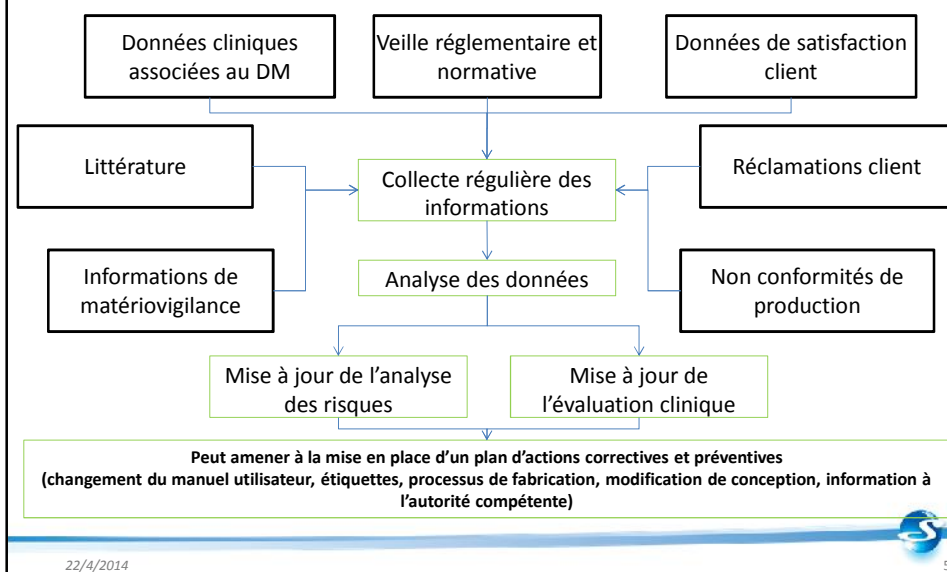 Données cliniques
associées au DM
Veille réglementaire et
normative
Données de satisfaction
client
Littérature
Collecte régulière des
informations
Réclamations client
Informations de
matériovigilance
Analyse des données
Non conformités de
production
Mise à jour de l’analyse
des risques
Mise à jour de
l’évaluation clinique
Peut amener à la mise en place d’un plan d’actions correctives et préventives
(changement du manuel utilisateur, étiquettes, processus de fabrication, modification de conception, information à
l’autorité compétente)
22/4/2014